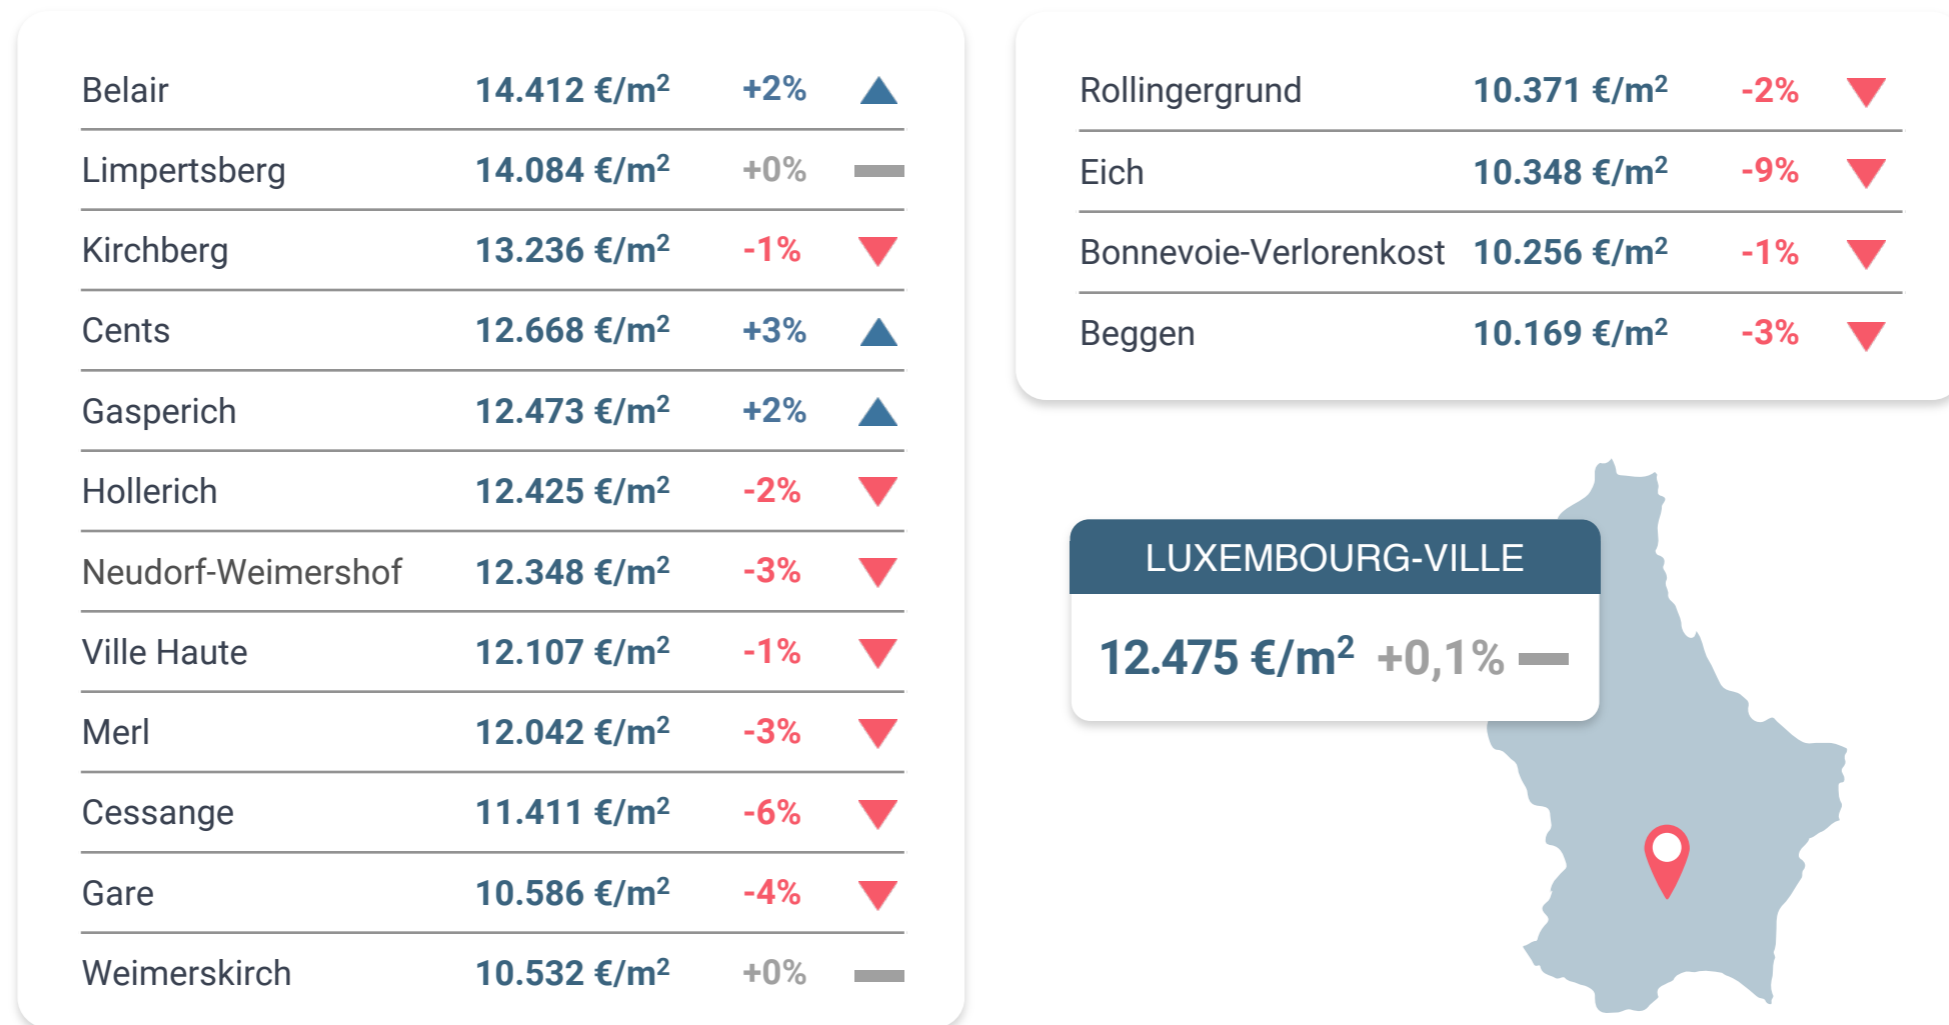 Belair 14.412 €/m² +2%
Limpertsberg 14.084 €/m² +0%
Kirchberg 13.236 €/m² -1%
Cents 12.668 €/m² +3%
Gasperich 12.473 €/m² +2%
Hollerich 12.425 €/m² -2%
Neudorf-Weimershof 12.348 €/m² -3%
Ville Haute 12.107 €/m² -1%
Merl 12.042 €/m² -3%
Cessange 11.411 €/m² -6%
Gare 10.586 €/m² -4%
Weimerskirch 10.532 €/m² +0%
Rollingergrund 10.371 €/m² -2%
Eich 10.348 €/m² -9%
Bonnevoie-Verlorenkost 10.256 €/m² -1%
Beggen 10.169 €/m² -3%
LUXEMBOURG-VILLE
12.475 €/m² +0,1%